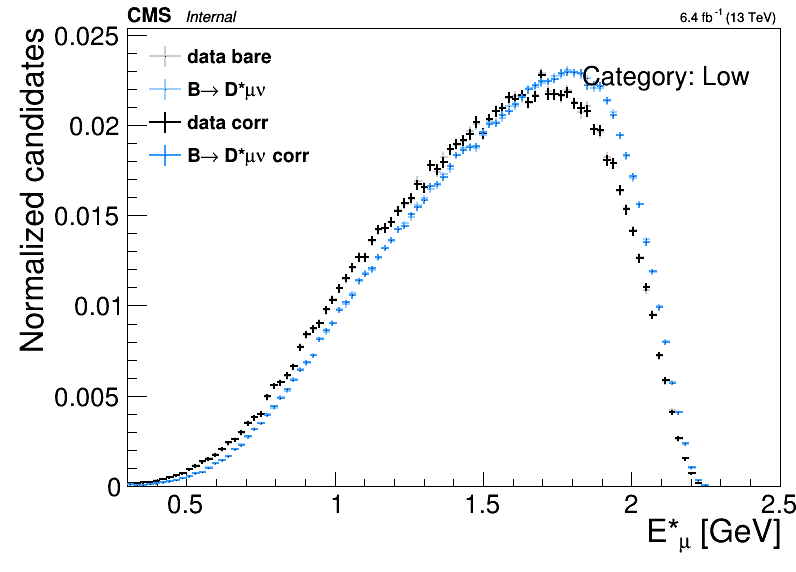 CMS Internal 6.4 fb⁻¹ (13 TeV)
Normalized candidates
0.025
0.02
0.015
0.01
0.005
0
data bare
B→ D*μν
data corr
B→ D*μν corr
Category: Low
0.5 1 1.5 2 2.5
E*μ [GeV]